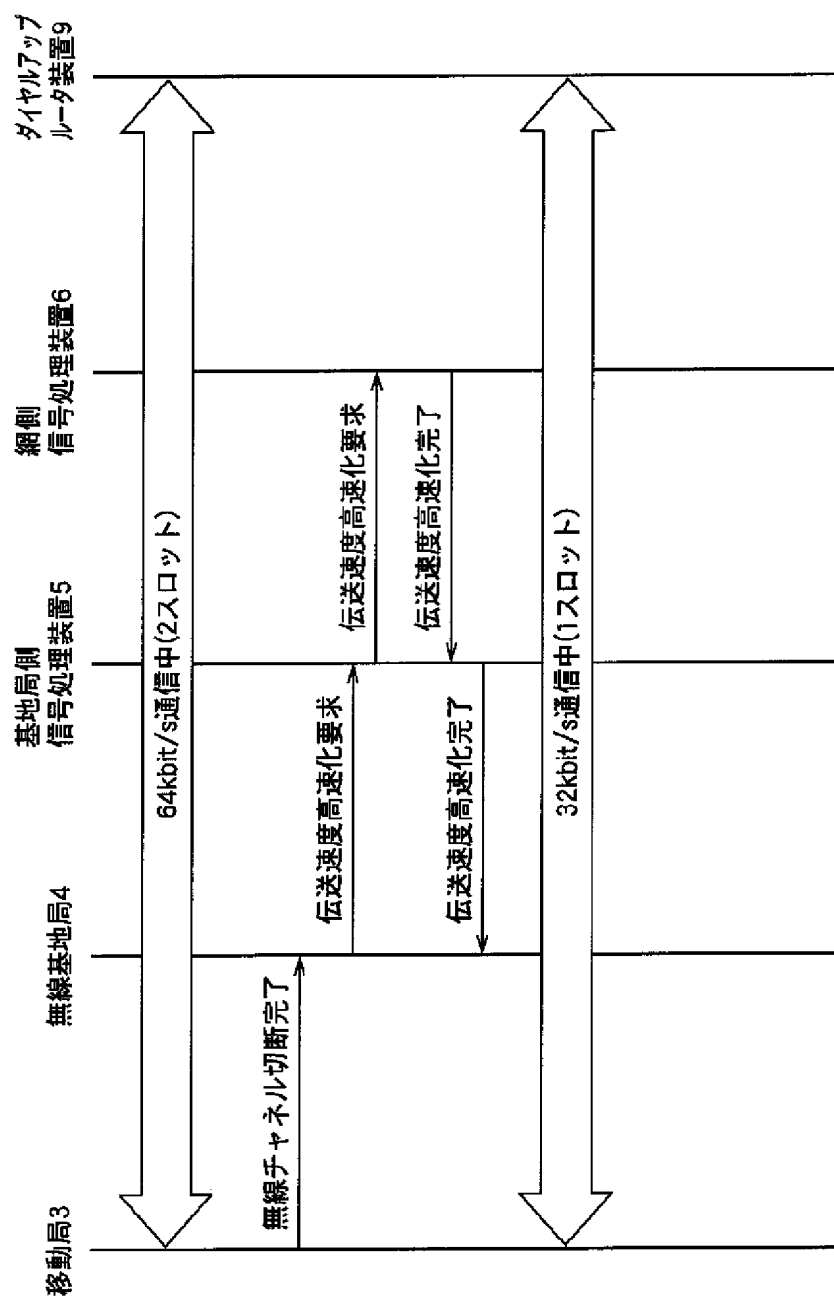 移動局3
無線基地局4
基地局側
信号処理装置5
網側
信号処理装置6
ダイヤルアップ
ルータ装置9
64kbit/s通信中(2スロット)
無線チャネル切断完了
伝送速度高速化要求
伝送速度高速化要求
伝送速度高速化完了
伝送速度高速化完了
32kbit/s通信中(1スロット)